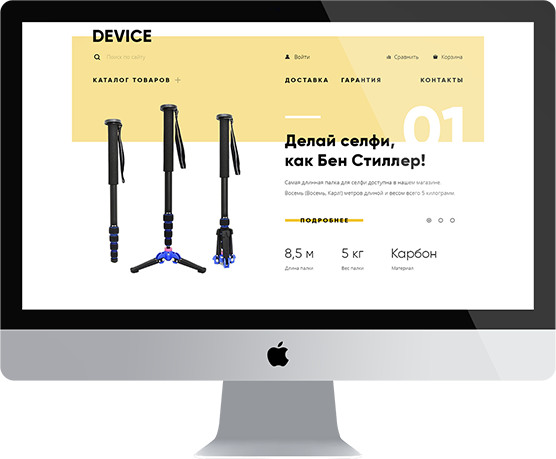 DEVICE
Поиск по сайту
Войти
Сравнить
Корзина
КАТАЛОГ ТОВАРОВ +
ДОСТАВКА
ГАРАНТИЯ
КОНТАКТЫ
01
Делай селфи,
как Бен Стиллер!
Самая длинная палка для селфи доступна в нашем магазине.
Восемь (Восемь, Карл!) метров длиной и весом всего 5 килограмм.
ПОДРОБНЕЕ
8,5 м
5 кг
Карбон
Длина палки
Вес палки
Материал